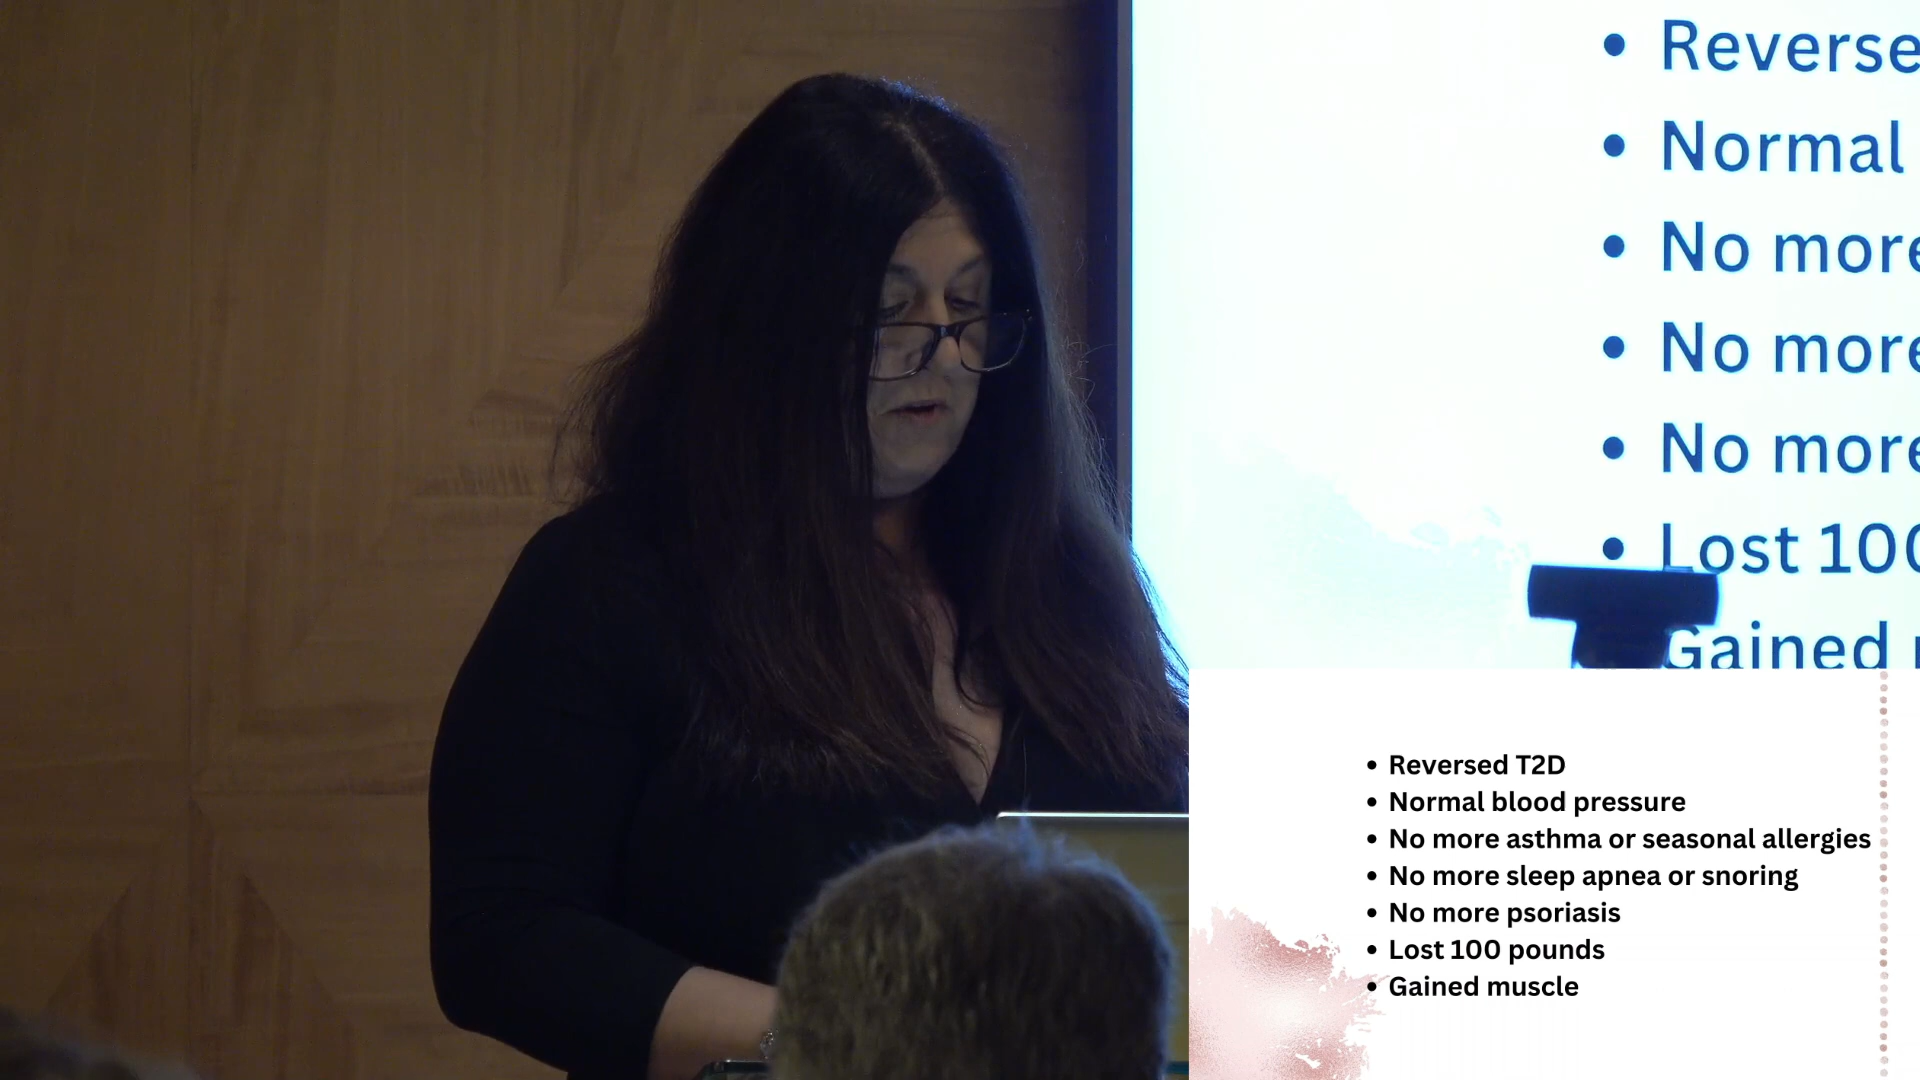 Reverse
Normal
No more
No more
No more
Lost 100
Gained
Reversed T2D
Normal blood pressure
No more asthma or seasonal allergies
No more sleep apnea or snoring
No more psoriasis
Lost 100 pounds
Gained muscle